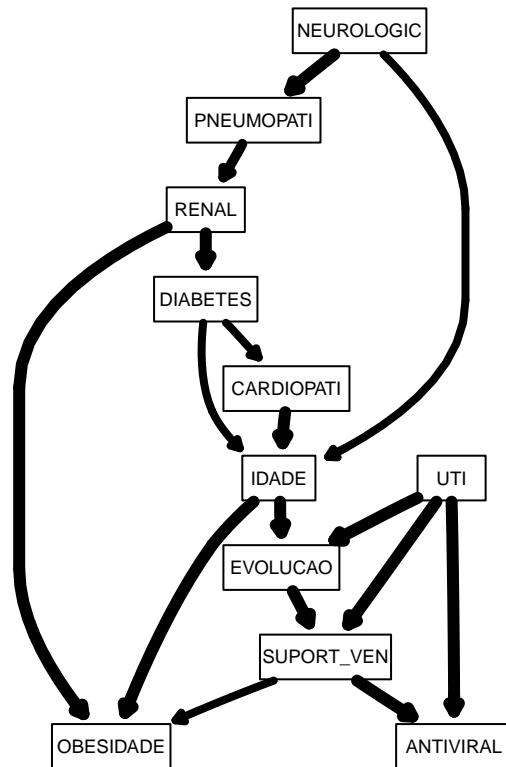 NEUROLOGIC
PNEUMOPATI
RENAL
DIABETES
CARDIOPATI
IDADE
UTI
EVOLUCAO
SUPORT_VEN
OBESIDADE
ANTIVIRAL